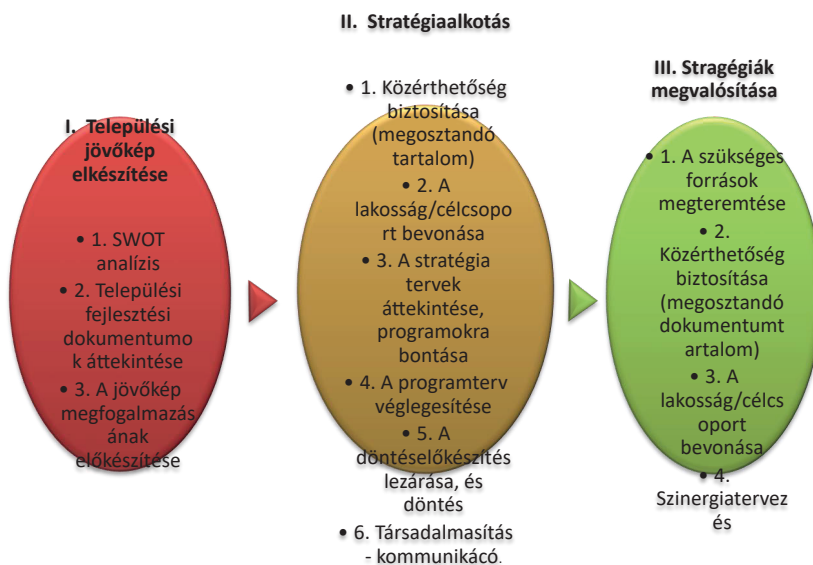 I. Települési
jövőkép
elkészítése
• 1. SWOT
analízis
• 2. Települési
fejlesztési
dokumentumo
k áttekintése
• 3. A jövőkép
megfogalmazás
ának
előkészítése
II. Stratégiaalkotás
• 1. Közérthetőség
biztosítása
(megosztandó
tartalom)
• 2. A
lakosság/célcsopo
rt bevonása
• 3. A stratégia
tervek
áttekintése,
programokra
bontása
• 4. A programterv
véglegesítése
• 5. A
döntéselőkészítés
lezárása, és
döntés
• 6. Társadalmasítás
- kommunikácó.
III. Stragégiák
megvalósítása
• 1. A szükséges
források
megteremtése
• 2.
Közérthetőség
biztosítása
(megosztandó
dokumentumt
artalom)
• 3. A
lakosság/célcs
oport
bevonása
• 4.
Szinergiatervez
és